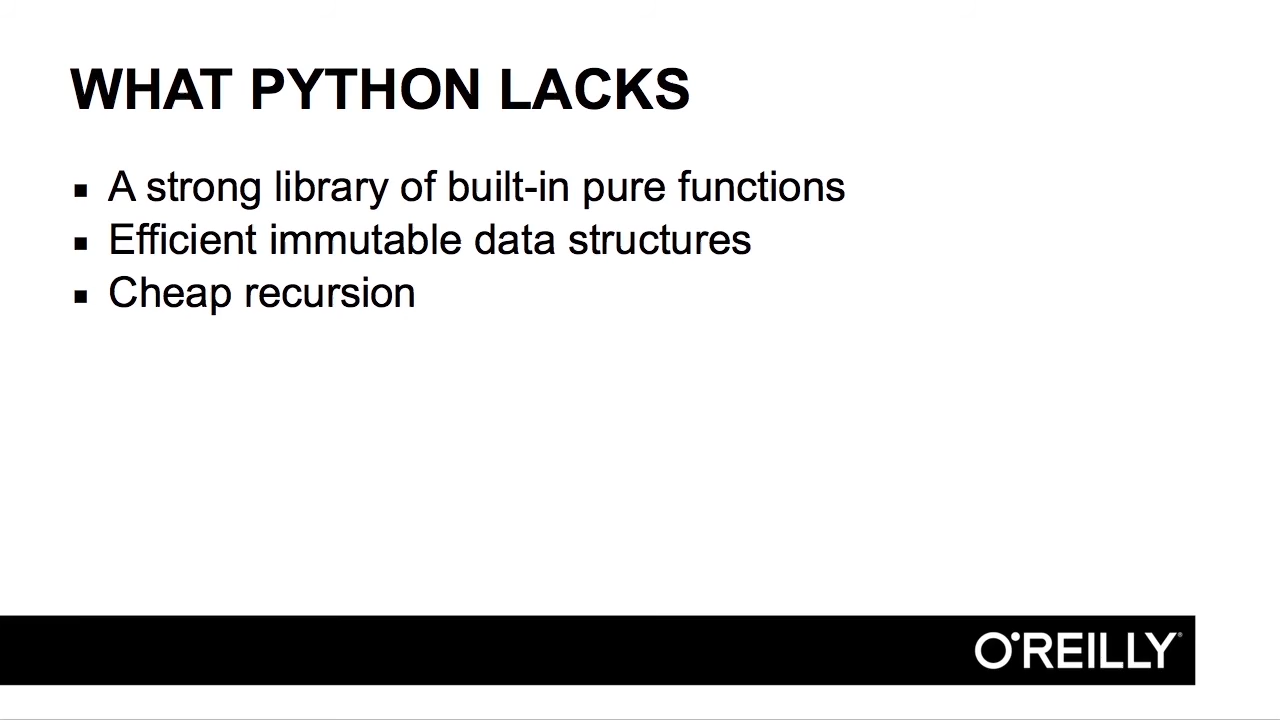 WHAT PYTHON LACKS
▪ A strong library of built-in pure functions
▪ Efficient immutable data structures
▪ Cheap recursion
O'REILLY®